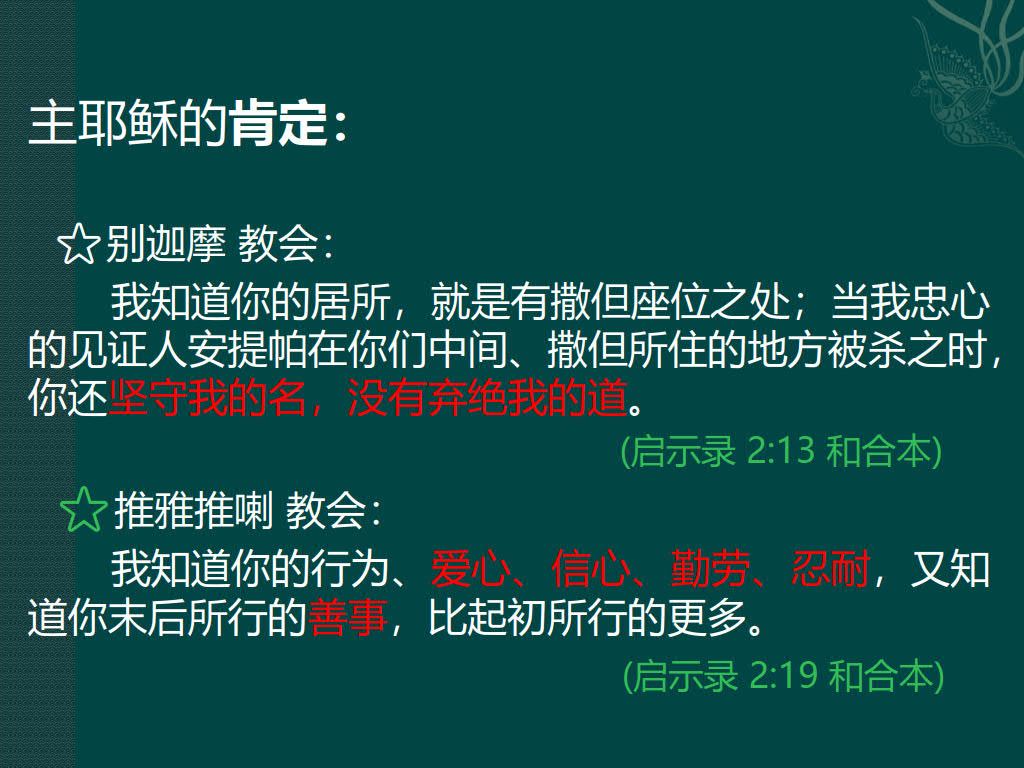 主耶稣的肯定：
☆别迦摩 教会：
我知道你的居所，就是有撒但座位之处；当我忠心
的见证人安提帕在你们中间、撒但所住的地方被杀之时，
你还坚守我的名，没有弃绝我的道。
(启示录 2:13 和合本)
☆推雅推喇 教会：
我知道你的行为、爱心、信心、勤劳、忍耐，又知
道你末后所行的善事，比起初所行的更多。
(启示录 2:19 和合本)